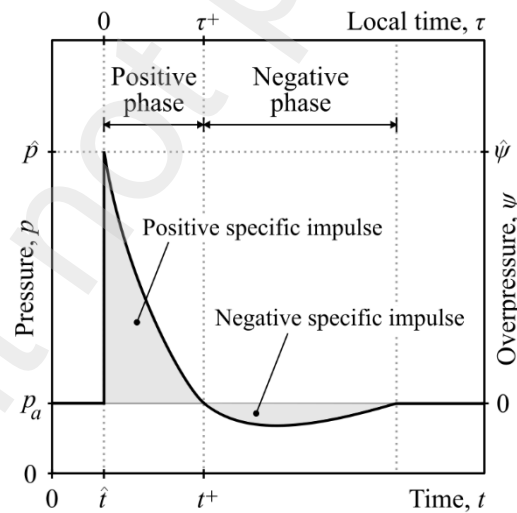 0 τ⁺ Local time, τ
Positive
phase
Negative
phase
p̂
ψ̂
Pressure, p
Overpressure, ψ
Positive specific impulse
Negative specific impulse
pₐ
0
0
0 t̂ t⁺ Time, t